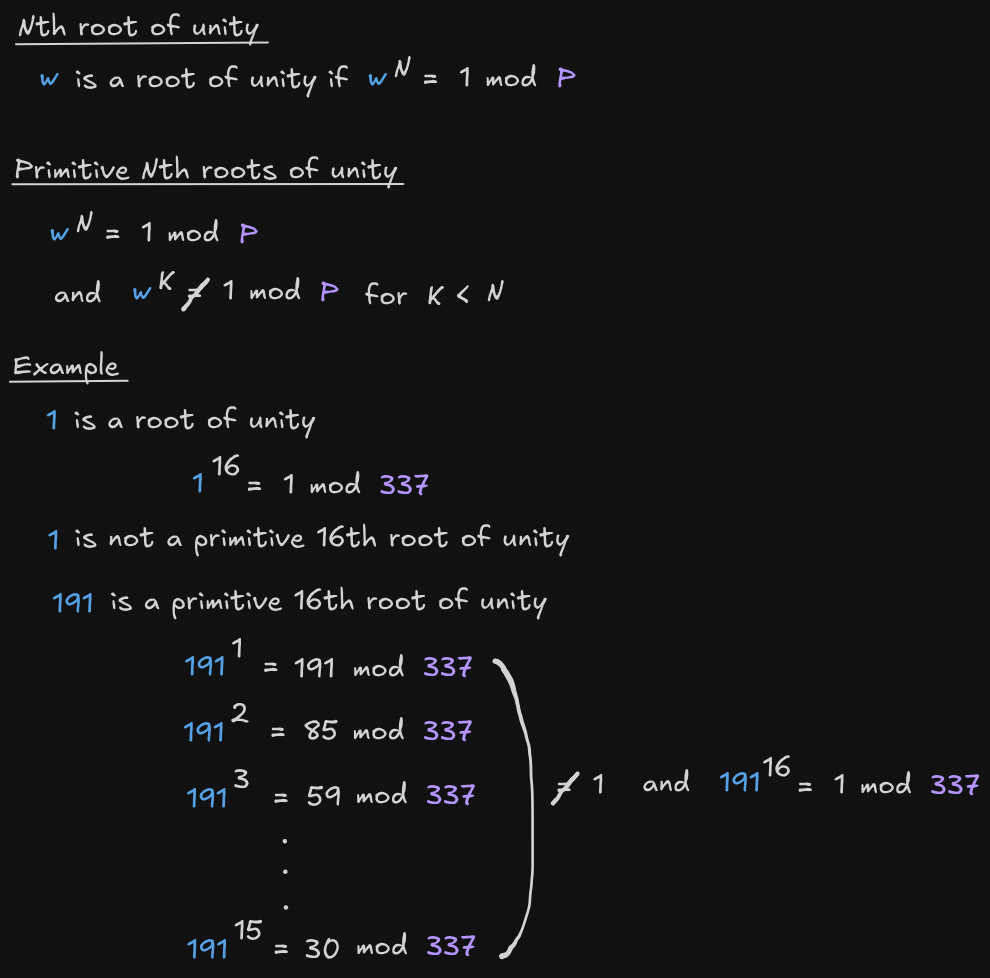 Nth root of unity
w is a root of unity if w^N = 1 mod P
Primitive Nth roots of unity
w^N = 1 mod P
and w^K ≠ 1 mod P for K < N
Example
1 is a root of unity
1^16 = 1 mod 337
1 is not a primitive 16th root of unity
191 is a primitive 16th root of unity
191^1 = 191 mod 337
191^2 = 85 mod 337
191^3 = 59 mod 337
≠ 1 and 191^16 = 1 mod 337
.
.
.
191^15 = 30 mod 337